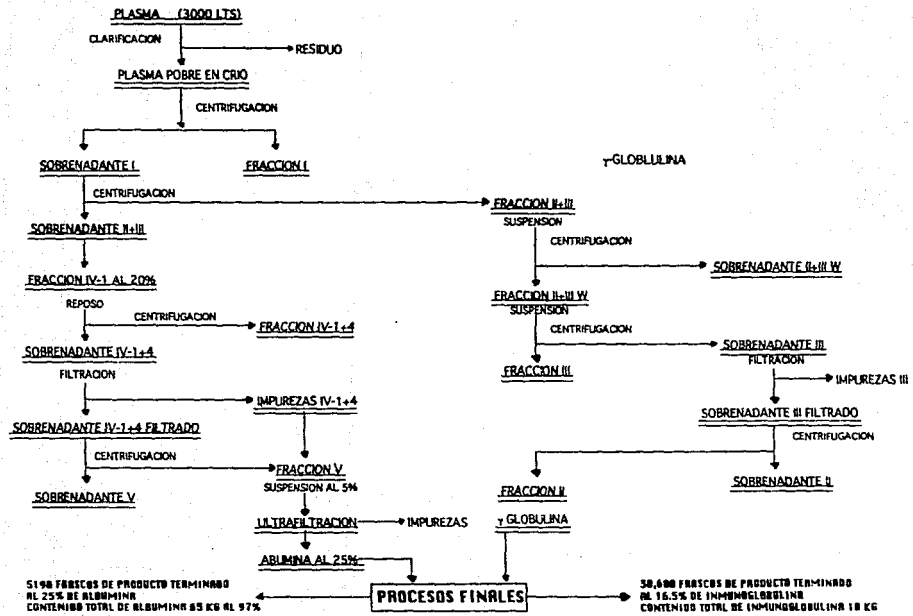 PLASMA (3000 LTS)
CLARIFICACION
RESIDUO
PLASMA POBRE EN CRIO
CENTRIFUGACION
SOBRENADANTE I
FRACCION I
γ-GLOBLULINA
CENTRIFUGACION
FRACCION II+III
SUSPENSION
CENTRIFUGACION
SOBRENADANTE II+III
SOBRENADANTE II+III W
FRACCION IV-1 AL 20%
REPOSO
FRACCION II+III W
SUSPENSION
CENTRIFUGACION
FRACCION IV-1+4
CENTRIFUGACION
SOBRENADANTE III
FILTRACION
SOBRENADANTE IV-1+4
FILTRACION
FRACCION III
IMPUREZAS III
IMPUREZAS IV-1+4
SOBRENADANTE III FILTRADO
SOBRENADANTE IV-1+4 FILTRADO
CENTRIFUGACION
CENTRIFUGACION
FRACCION V
SUSPENSION AL 5%
SOBRENADANTE V
FRACCION II
SOBRENADANTE II
ULTRAFILTRACION
IMPUREZAS
γ GLOBULINA
ABUMINA AL 25%
PROCESOS FINALES
5198 FRASCOS DE PRODUCTO TERMINADO
AL 25% DE ALBUMINA
CONTENIDO TOTAL DE ALBUMINA 65 KG AL 97%
30,600 FRASCOS DE PRODUCTO TERMINADO
AL 16.5% DE INMUNOGLOBULINA
CONTENIDO TOTAL DE INMUNOGLOBULINA 10 KG